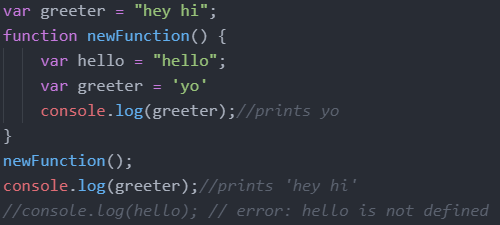 var greeter = "hey hi";
function newFunction() {
    var hello = "hello";
    var greeter = 'yo'
    console.log(greeter);//prints yo
}
newFunction();
console.log(greeter);//prints 'hey hi'
//console.log(hello); // error: hello is not defined